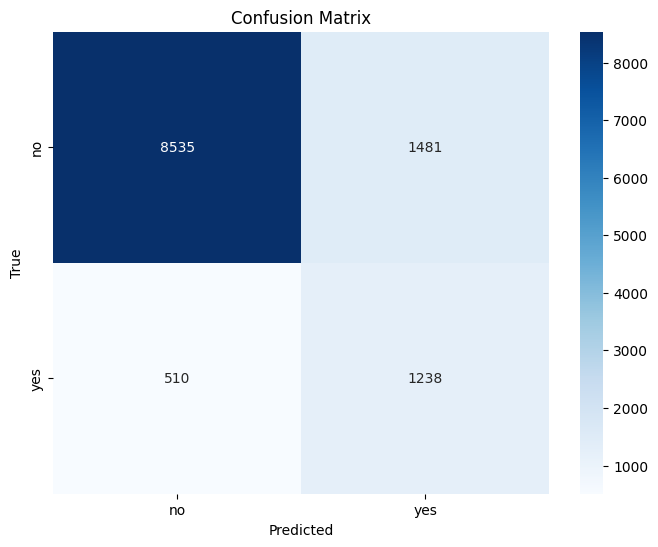 Confusion Matrix
no
8535
1481
yes
510
1238
True
no
yes
Predicted
8000
7000
6000
5000
4000
3000
2000
1000